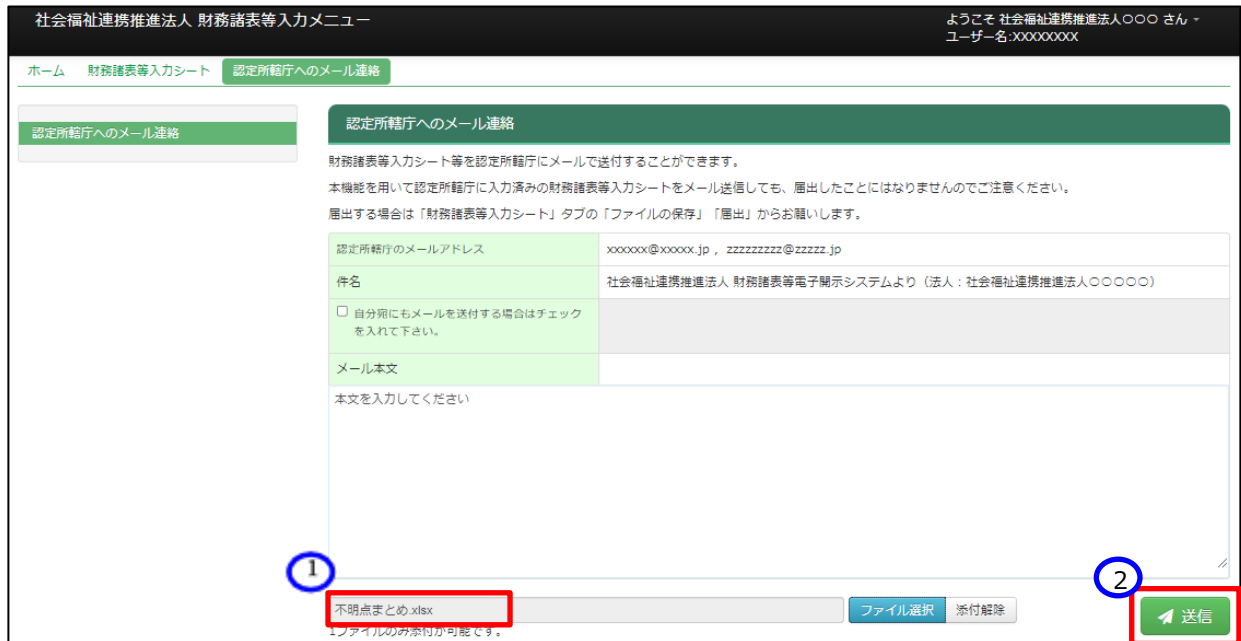 社会福祉連携推進法人 財務諸表等入力メニュー
ようこそ 社会福祉連携推進法人〇〇〇 さん
ユーザー名:XXXXXXXX
ホーム 財務諸表等入力シート 認定所轄庁へのメール連絡
認定所轄庁へのメール連絡
認定所轄庁へのメール連絡
財務諸表等入力シート等を認定所轄庁にメールで送付することができます。
本機能を用いて認定所轄庁に入力済みの財務諸表等入力シートをメール送信しても、届出したことにはなりませんのでご注意ください。
届出する場合は「財務諸表等入力シート」タブの「ファイルの保存」「届出」からお願いします。
認定所轄庁のメールアドレス xxxxxx@xxxxx.jp , zzzzzzzzz@zzzzz.jp
件名 社会福祉連携推進法人 財務諸表等電子開示システムより（法人：社会福祉連携推進法人〇〇〇〇〇）
自分宛にもメールを送付する場合はチェック
を入れて下さい。
メール本文
本文を入力してください
1
2
不明点まとめ.xlsx ファイル選択 添付解除 送信
1ファイルのみ添付が可能です。